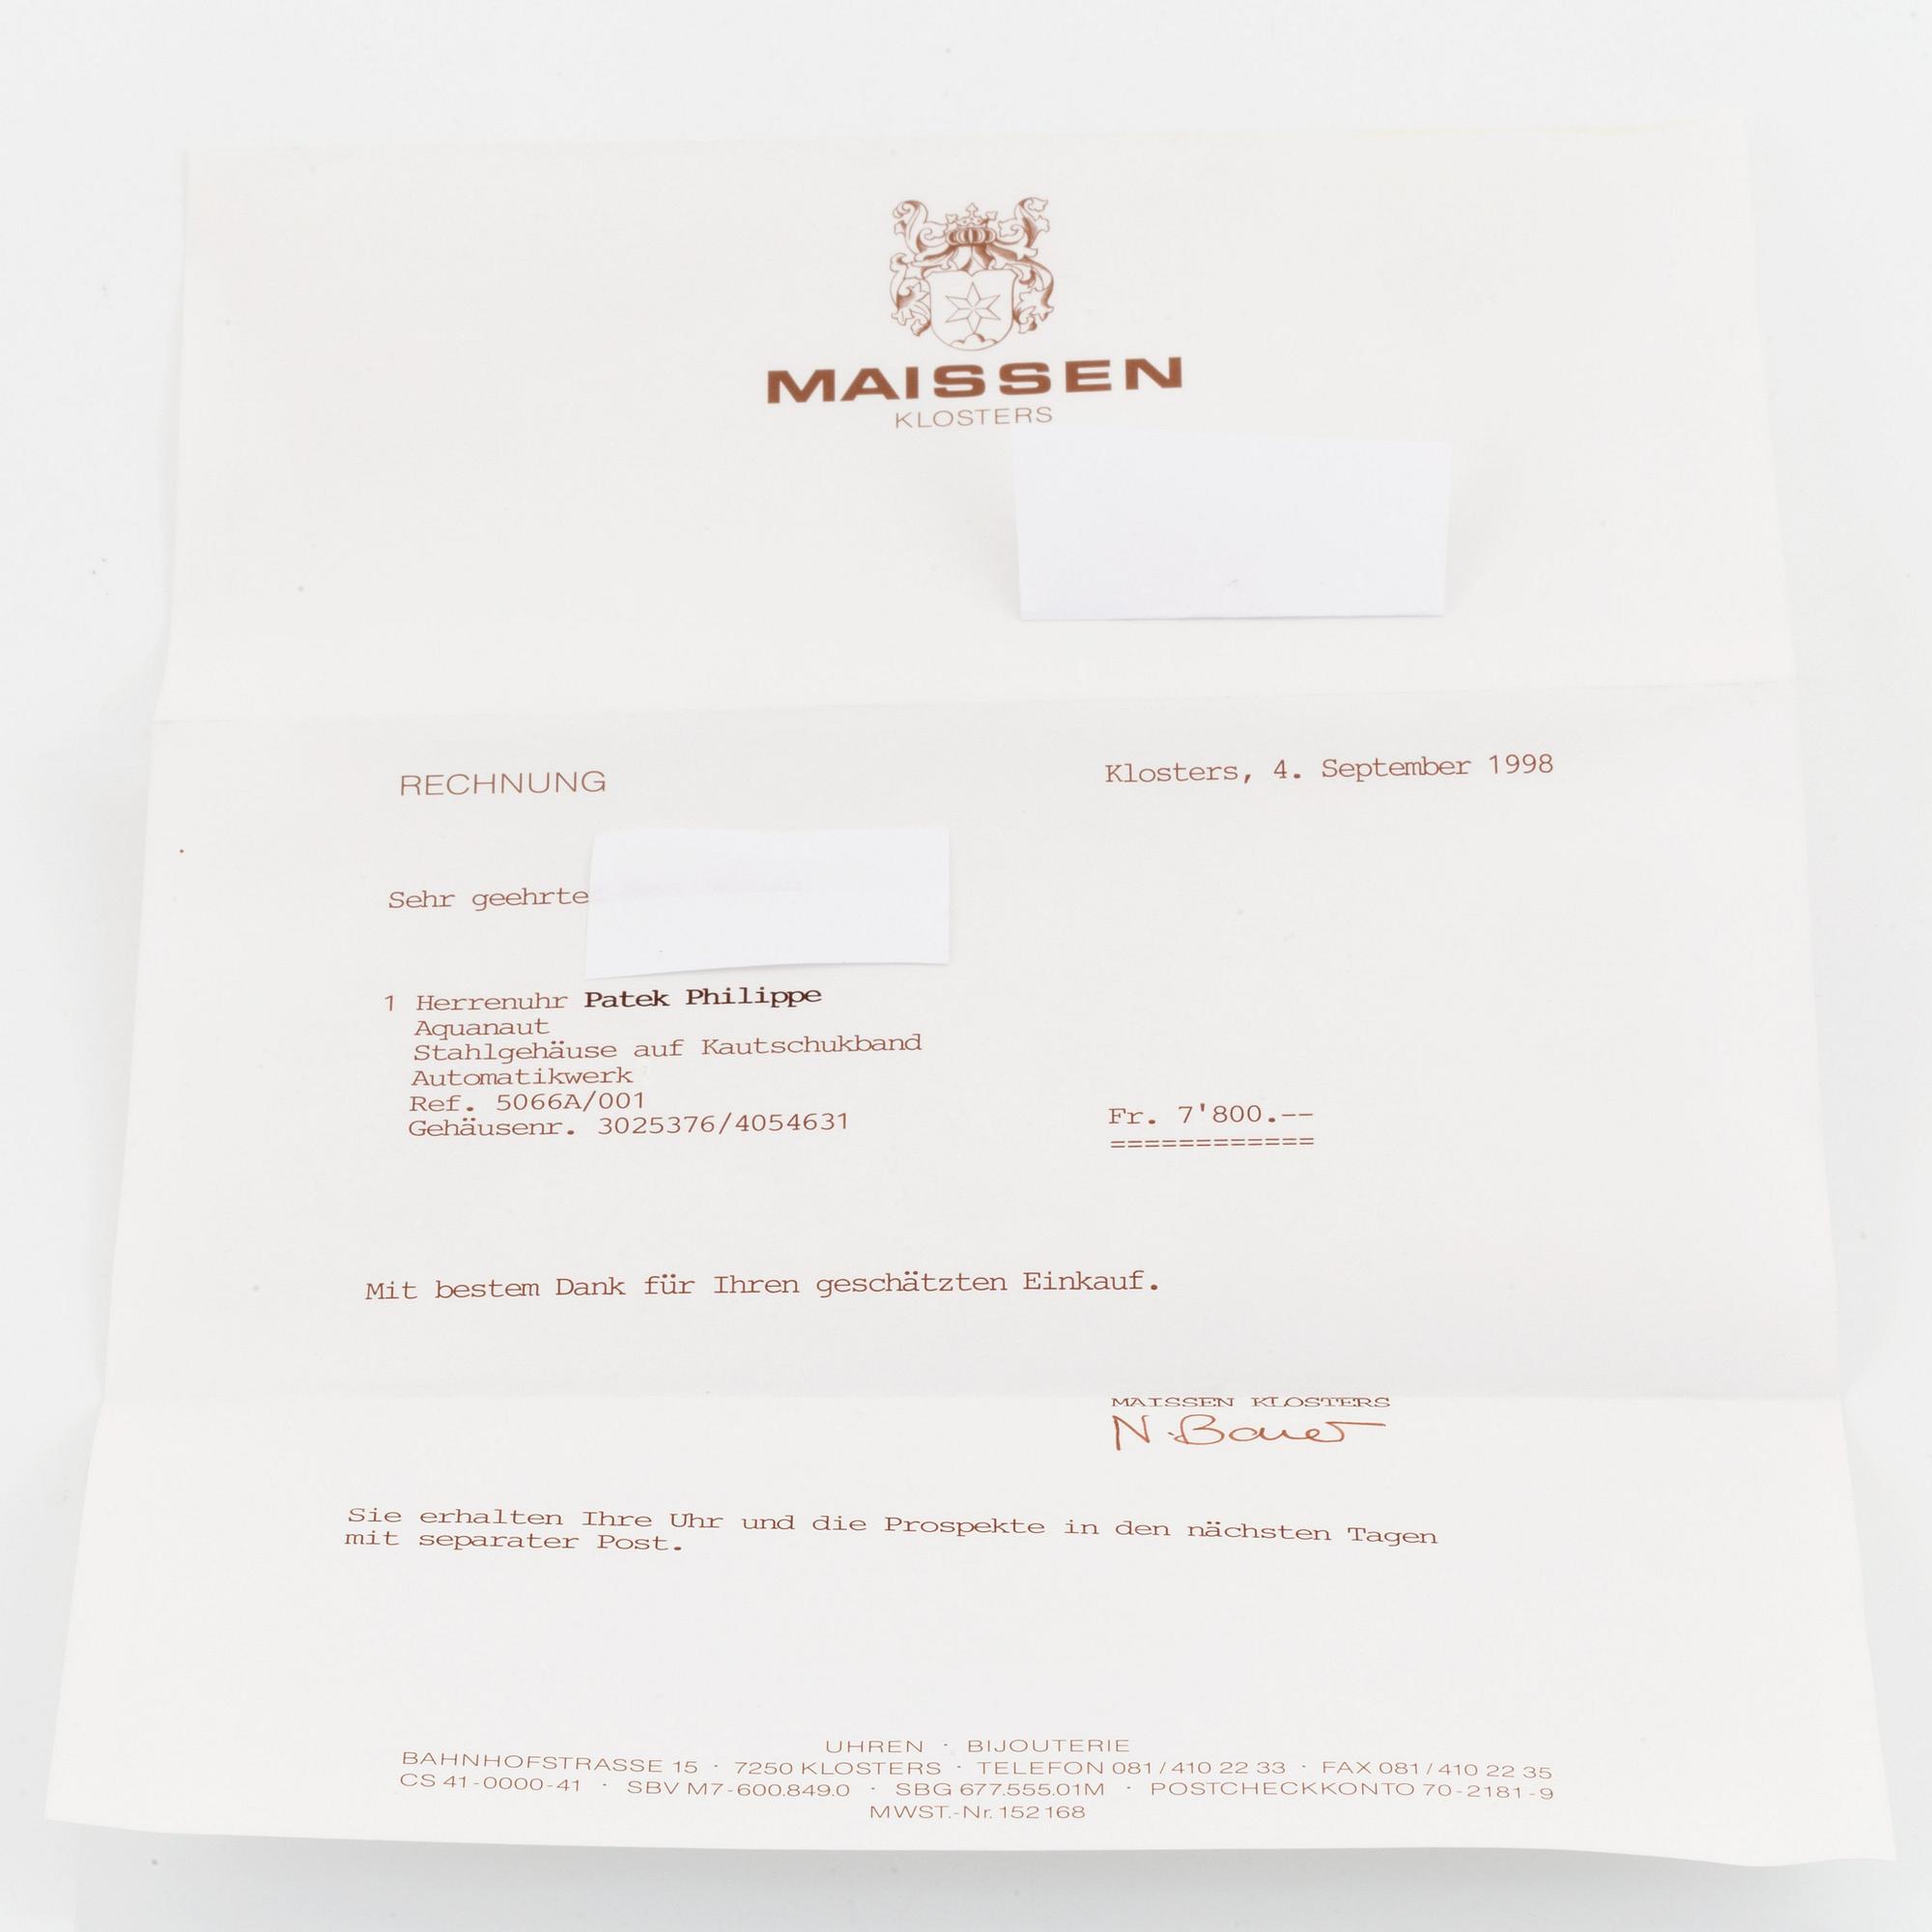 MAISSEN
KLOSTERS
RECHNUNG
Klosters, 4. September 1998
Sehr geehrte
1 Herrenuhr Patek Philippe
Aquanaut
Stahlgehäuse auf Kautschukband
Automatikwerk
Ref. 5066A/001
Gehäusenr. 3025376/4054631
Fr. 7'800.--
============
Mit bestem Dank für Ihren geschätzten Einkauf.
MAISSEN KLOSTERS
N. Bauer
Sie erhalten Ihre Uhr und die Prospekte in den nächsten Tagen
mit separater Post.
UHREN · BIJOUTERIE
BAHNHOFSTRASSE 15 · 7250 KLOSTERS · TELEFON 081/410 22 33 · FAX 081/410 22 35
CS 41-0000-41 · SBV M7-600.849.0 · SBG 677.555.01M · POSTCHECKKONTO 70-2181-9
MWST.-Nr. 152168